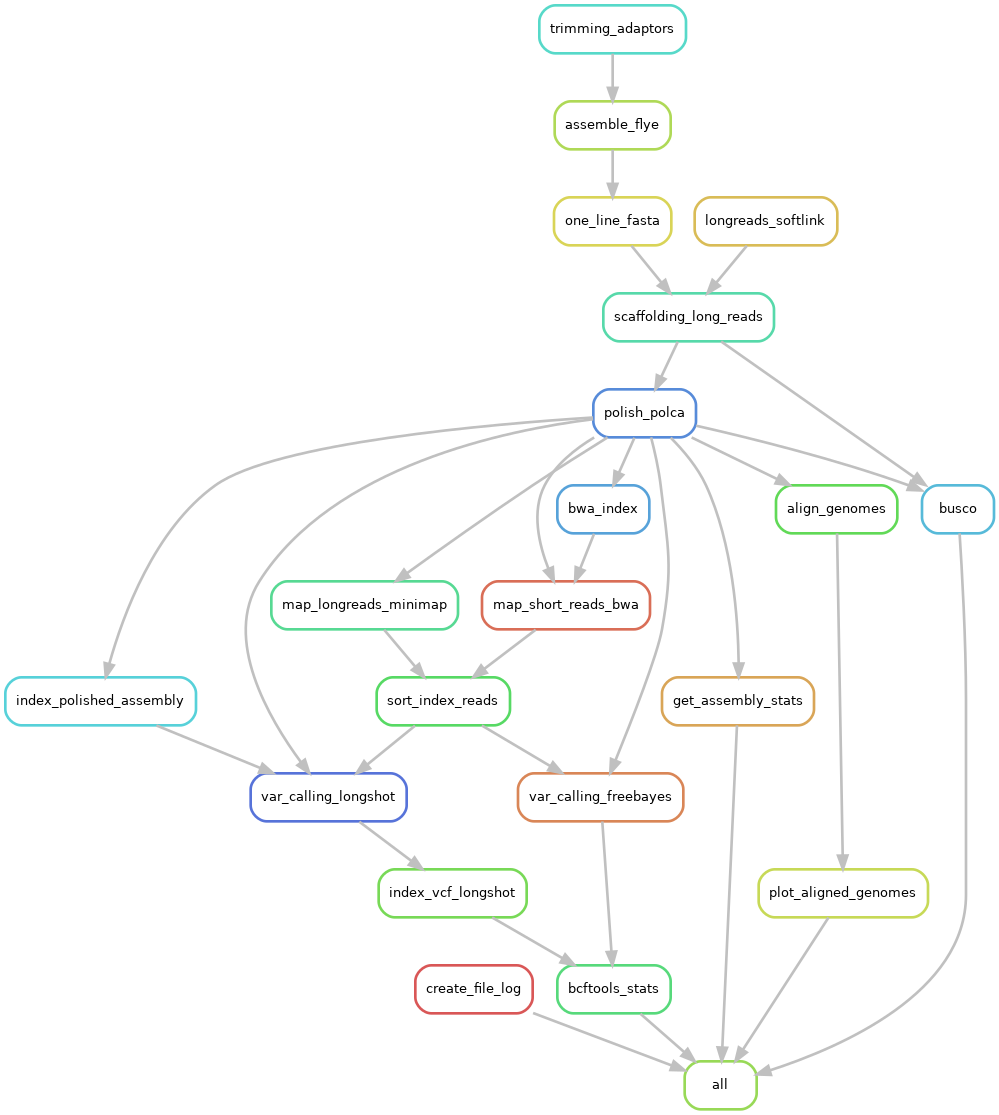 trimming_adaptors
assemble_flye
one_line_fasta
longreads_softlink
scaffolding_long_reads
polish_polca
bwa_index
align_genomes
busco
map_longreads_minimap
map_short_reads_bwa
index_polished_assembly
sort_index_reads
get_assembly_stats
var_calling_longshot
var_calling_freebayes
index_vcf_longshot
plot_aligned_genomes
create_file_log
bcftools_stats
all